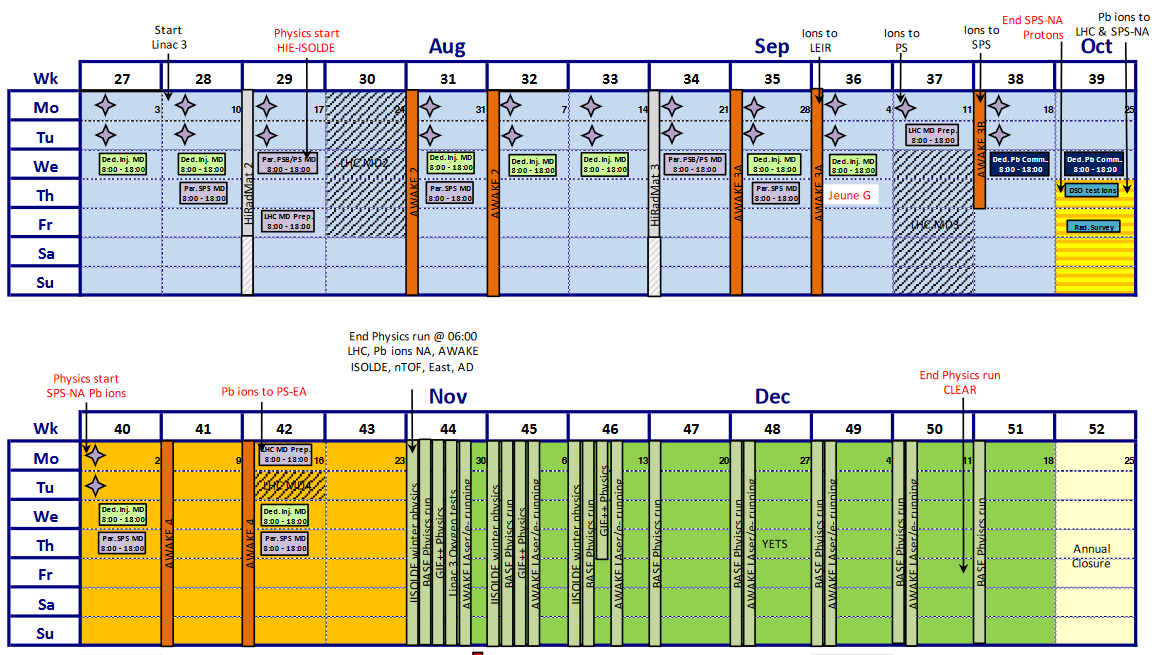 Start
Linac 3
Physics start
HIE-ISOLDE
Aug
Sep
Ions to
LEIR
Ions to
PS
Ions to
SPS
End SPS-NA
Protons
Pb ions to
LHC & SPS-NA
Oct
Wk 27 28 29 30 31 32 33 34 35 36 37 38 39
Mo 3 10 17 24 31 7 14 21 28 4 11 18 25
Tu LHC MD Prep.
8:00 - 18:00
We Ded. Inj. MD Ded. Inj. MD Par. PSB/PS MD LHC MD2 Ded. Inj. MD Ded. Inj. MD Ded. Inj. MD Par. PSB/PS MD Ded. Inj. MD Ded. Inj. MD Ded. Pb Comm. Ded. Pb Comm.
8:00 - 18:00 8:00 - 18:00 8:00 - 18:00 8:00 - 18:00 8:00 - 18:00 8:00 - 18:00 8:00 - 18:00 8:00 - 18:00 8:00 - 18:00 8:00 - 18:00 8:00 - 18:00
Th Par. SPS MD Par. SPS MD Par. SPS MD Jeune G DSO test ions
8:00 - 18:00 8:00 - 18:00 8:00 - 18:00
Fr LHC MD Prep. LHC MD3 Rad. Survey
8:00 - 18:00
Sa
Su
HiRadMat 2
AWAKE 2
AWAKE 2
HiRadMat 3
AWAKE 3A
AWAKE 3A
AWAKE 3B
End Physics run @ 06:00
LHC, Pb ions NA, AWAKE
ISOLDE, nTOF, East, AD
Physics start
SPS-NA Pb ions
Pb ions to PS-EA
End Physics run
CLEAR
Nov
Dec
Wk 40 41 42 43 44 45 46 47 48 49 50 51 52
Mo 2 9 LHC MD Prep. 16 23 30 6 13 20 27 4 11 18 25
8:00 - 18:00
Tu LHC MD4
We Ded. Inj. MD Ded. Inj. MD
8:00 - 18:00 8:00 - 18:00
Th Par. SPS MD Par. SPS MD YETS Annual
8:00 - 18:00 8:00 - 18:00
Fr Closure
Sa
Su
AWAKE 4
AWAKE 4
ISOLDE winter physics
BASE Physics run
GIF++ Physics
Linac 3 Oxygen tests
AWAKE LAser/e- running
ISOLDE winter physics
BASE Physics run
GIF++ Physics
AWAKE LAser/e- running
ISOLDE winter physics
BASE Physics run
GIF++ Physics
AWAKE LAser/e- running
BASE Physics run
BASE Physics run
AWAKE LAser/e- running
BASE Physics run
AWAKE LAser/e- running
BASE Physics run
AWAKE LAser/e- running
BASE Physics run